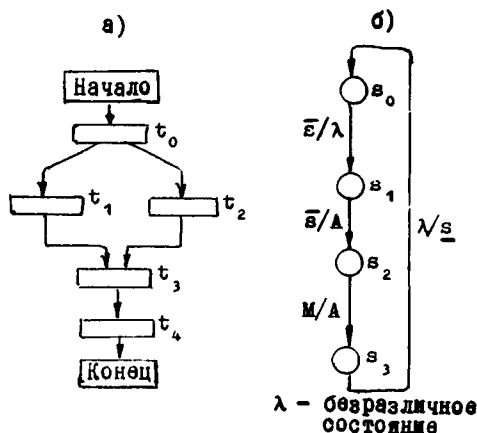 а)
Начало
t₀
t₁
t₂
t₃
t₄
Конец
б)
s₀
ε̅/λ
s₁
s̅/A
λ/s̲
s₂
M/A
s₃
λ – безразличное
состояние